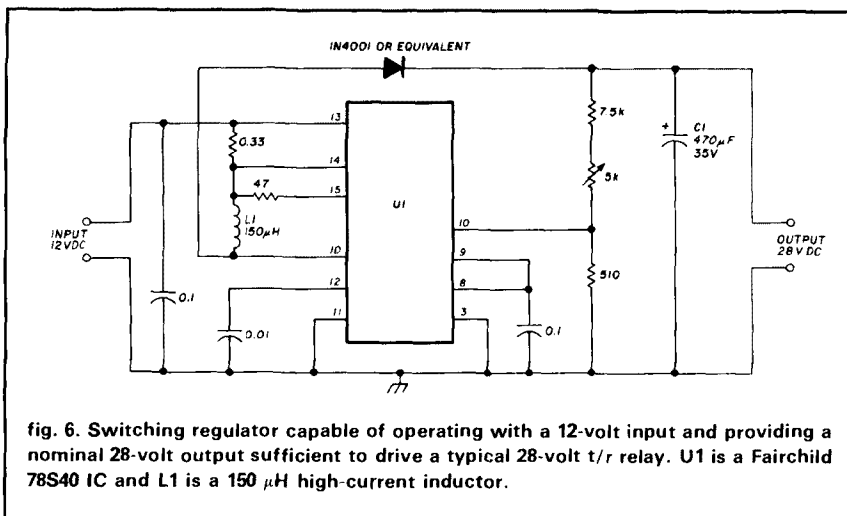 IN4001 OR EQUIVALENT
13
0.33
14
47
15
L1
150μH
10
12
11
0.1
0.01
INPUT
12VDC
U1
10
9
8
3
0.1
7.5k
5k
510
+
C1
470μF
35V
OUTPUT
28V DC
fig. 6. Switching regulator capable of operating with a 12-volt input and providing a
nominal 28-volt output sufficient to drive a typical 28-volt t/r relay. U1 is a Fairchild
78S40 IC and L1 is a 150 μH high-current inductor.